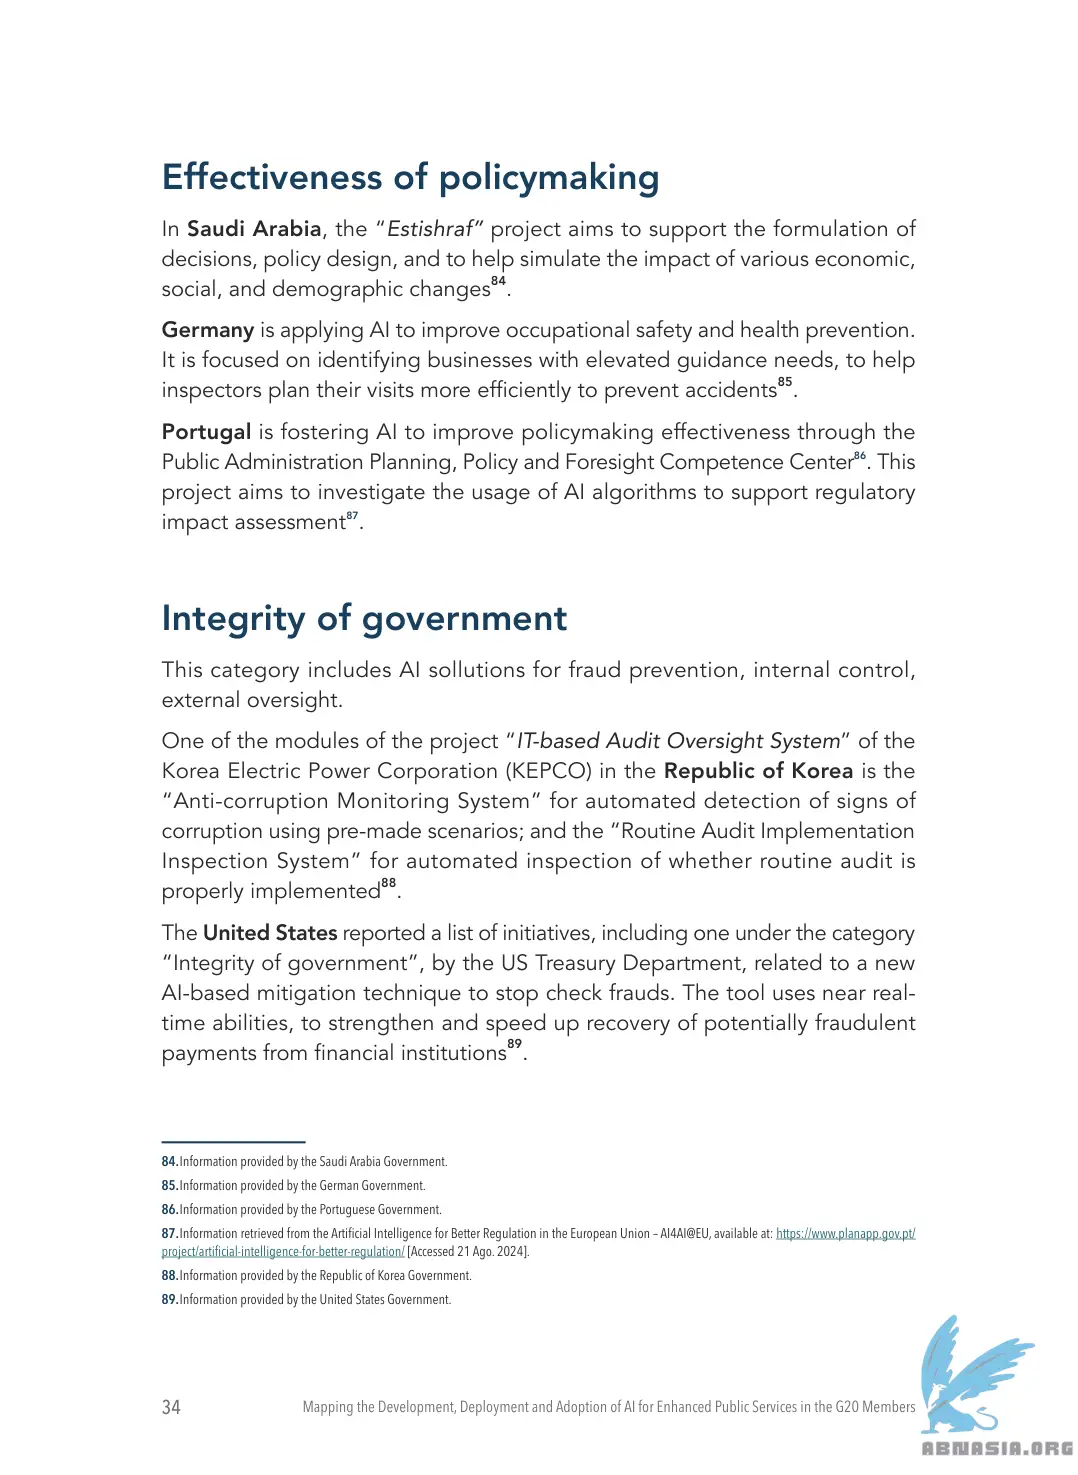 Effectiveness of policymaking
In Saudi Arabia, the “Estishraf” project aims to support the formulation of
decisions, policy design, and to help simulate the impact of various economic,
social, and demographic changes84.
Germany is applying AI to improve occupational safety and health prevention.
It is focused on identifying businesses with elevated guidance needs, to help
inspectors plan their visits more efficiently to prevent accidents85.
Portugal is fostering AI to improve policymaking effectiveness through the
Public Administration Planning, Policy and Foresight Competence Center86. This
project aims to investigate the usage of AI algorithms to support regulatory
impact assessment87.
Integrity of government
This category includes AI sollutions for fraud prevention, internal control,
external oversight.
One of the modules of the project “IT-based Audit Oversight System” of the
Korea Electric Power Corporation (KEPCO) in the Republic of Korea is the
“Anti-corruption Monitoring System” for automated detection of signs of
corruption using pre-made scenarios; and the “Routine Audit Implementation
Inspection System” for automated inspection of whether routine audit is
properly implemented88.
The United States reported a list of initiatives, including one under the category
“Integrity of government”, by the US Treasury Department, related to a new
AI-based mitigation technique to stop check frauds. The tool uses near real-
time abilities, to strengthen and speed up recovery of potentially fraudulent
payments from financial institutions89.
84.Information provided by the Saudi Arabia Government.
85.Information provided by the German Government.
86.Information provided by the Portuguese Government.
87.Information retrieved from the Artificial Intelligence for Better Regulation in the European Union – AI4AI@EU, available at: https://www.planapp.gov.pt/
project/artificial-intelligence-for-better-regulation/ [Accessed 21 Ago. 2024].
88.Information provided by the Republic of Korea Government.
89.Information provided by the United States Government.
34
Mapping the Development, Deployment and Adoption of AI for Enhanced Public Services in the G20 Members
ABNASIA.ORG